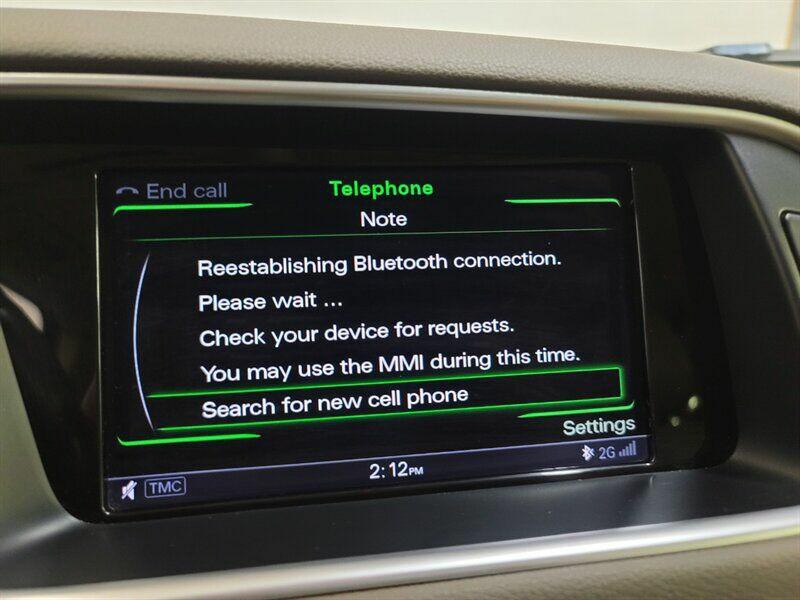 End call
Telephone
Note
Reestablishing Bluetooth connection.
Please wait ...
Check your device for requests.
You may use the MMI during this time.
Search for new cell phone
Settings
TMC
2:12PM
2G